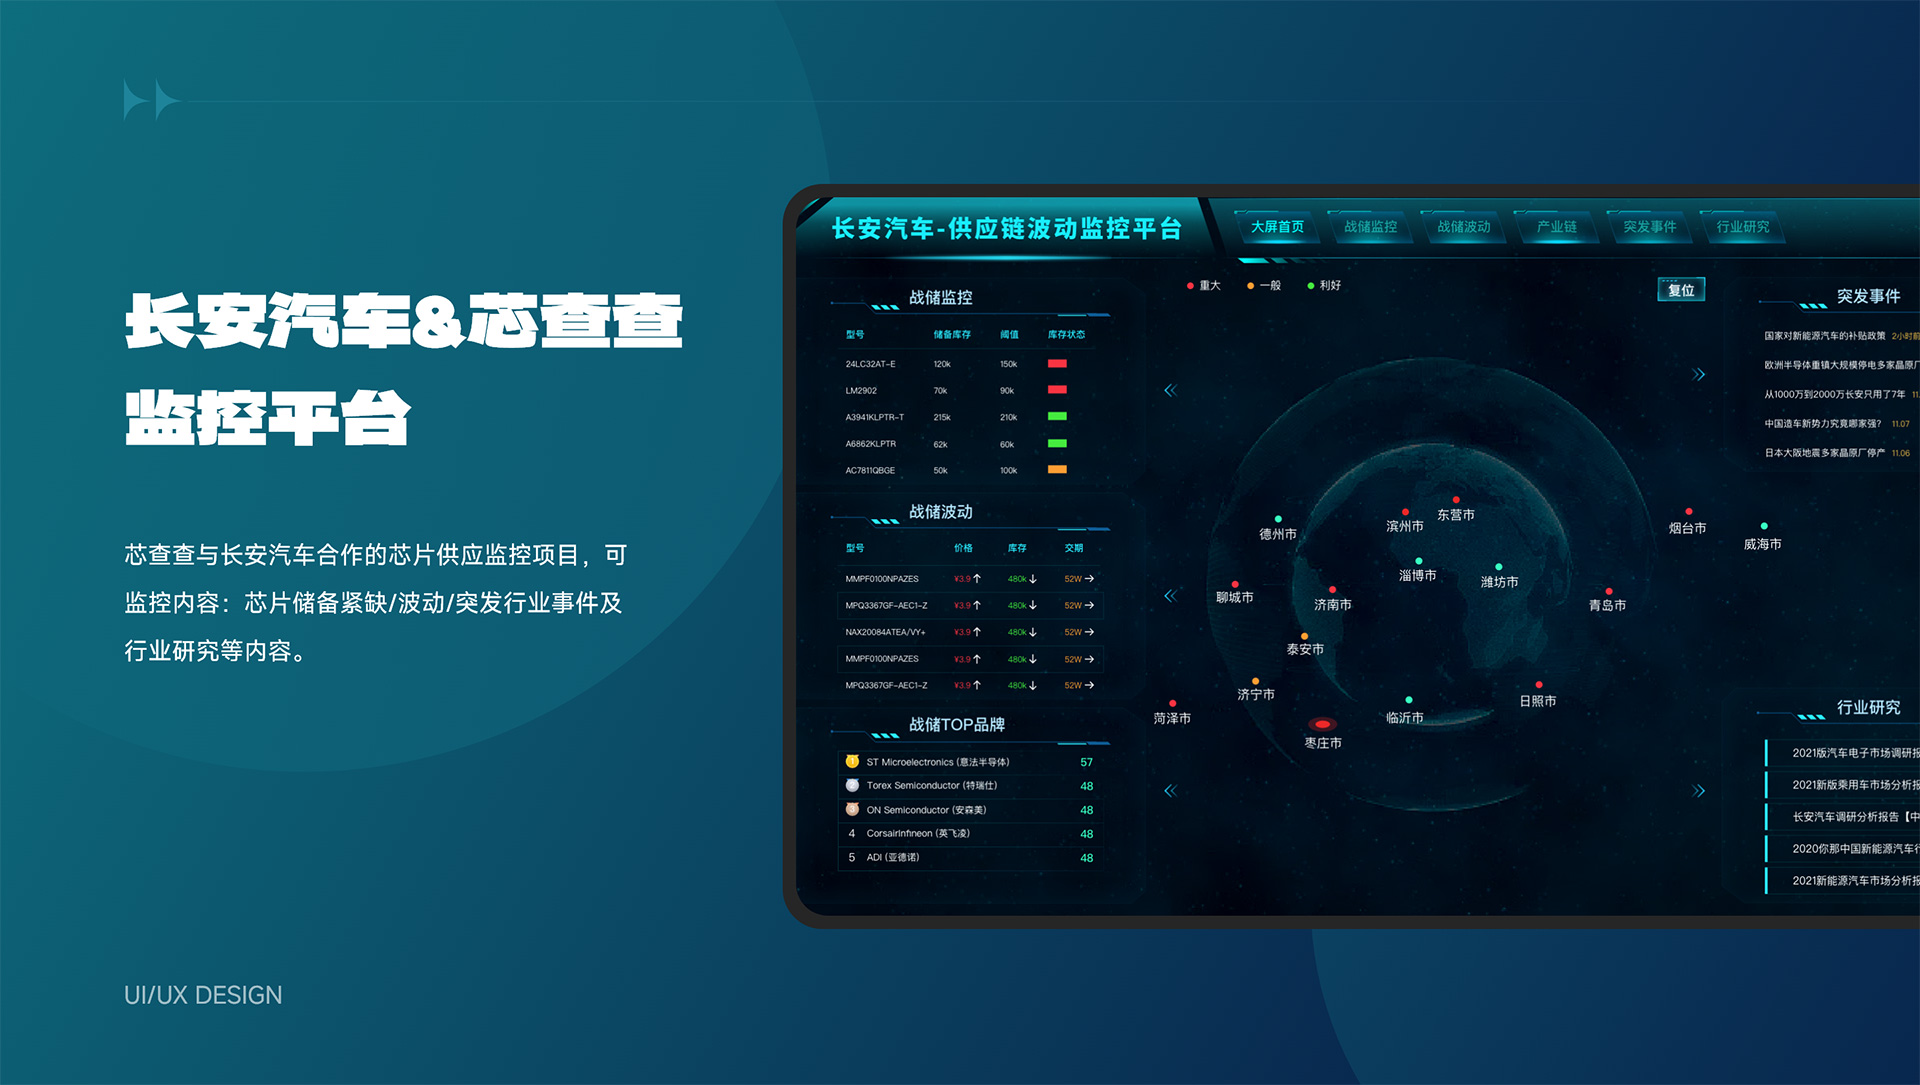 长安汽车&芯查查
监控平台
芯查查与长安汽车合作的芯片供应监控项目，可
监控内容：芯片储备紧缺/波动/突发行业事件及
行业研究等内容。
UI/UX DESIGN
长安汽车-供应链波动监控平台
大屏首页 战储监控 战储波动 产业链 突发事件 行业研究
重大 一般 利好
复位
战储监控
型号 储备库存 阈值 库存状态
24LC32AT-E 120k 150k
LM2902 70k 90k
A3941KLPTR-T 215k 210k
A6862KLPTR 62k 60k
AC7811QBGE 50k 100k
战储波动
型号 价格 库存 交期
MMPF0100NPAZES ¥3.9↑ 480k↓ 52W→
MPQ3367GF-AEC1-Z ¥3.9↑ 480k↓ 52W→
NAX20084ATEA/VY+ ¥3.9↑ 480k↓ 52W→
MMPF0100NPAZES ¥3.9↑ 480k↓ 52W→
MPQ3367GF-AEC1-Z ¥3.9↑ 480k↓ 52W→
战储TOP品牌
1 ST Microelectronics (意法半导体) 57
2 Torex Semiconductor (特瑞仕) 48
3 ON Semiconductor (安森美) 48
4 CorsairInfineon (英飞凌) 48
5 ADI (亚德诺) 48
东营市
滨州市
烟台市
德州市
威海市
淄博市
潍坊市
聊城市
济南市
青岛市
泰安市
济宁市
日照市
菏泽市
临沂市
枣庄市
突发事件
国家对新能源汽车的补贴政策 2小时前
欧洲半导体重镇大规模停电多家晶原厂
从1000万到2000万长安只用了7年 11.
中国造车新势力究竟哪家强? 11.07
日本大阪地震多家晶原厂停产 11.06
行业研究
2021版汽车电子市场调研报
2021新版乘用车市场分析报
长安汽车调研分析报告【中
2020你那中国新能源汽车行
2021新能源汽车市场分析报